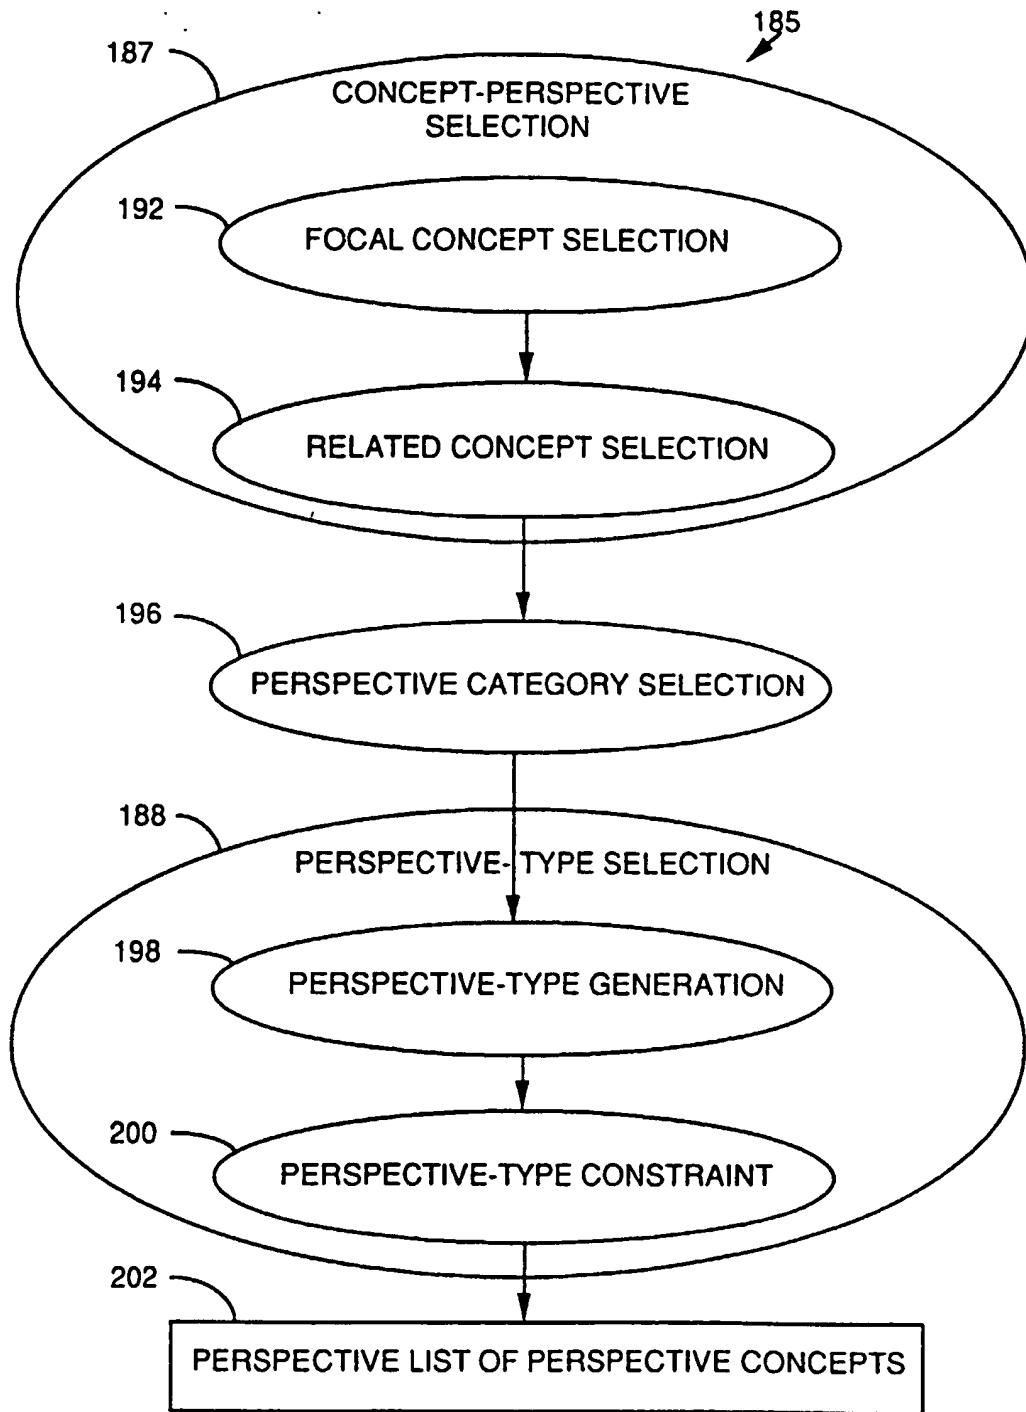 185
187
CONCEPT-PERSPECTIVE
SELECTION
192
FOCAL CONCEPT SELECTION
194
RELATED CONCEPT SELECTION
196
PERSPECTIVE CATEGORY SELECTION
188
PERSPECTIVE-TYPE SELECTION
198
PERSPECTIVE-TYPE GENERATION
200
PERSPECTIVE-TYPE CONSTRAINT
202
PERSPECTIVE LIST OF PERSPECTIVE CONCEPTS